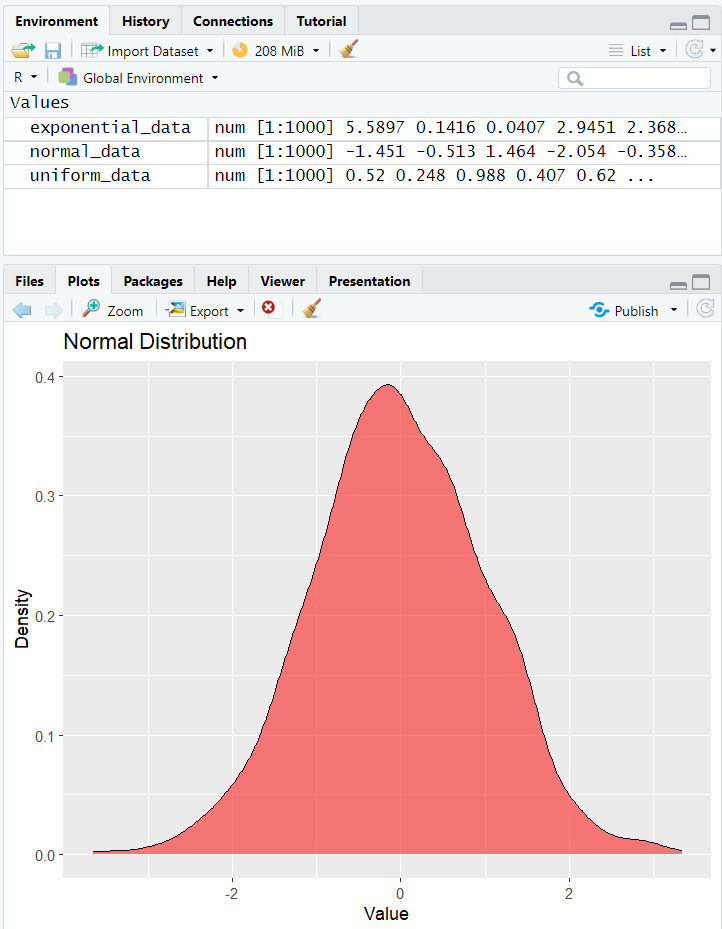 Environment History Connections Tutorial
Import Dataset 208 MiB List
R Global Environment
Values
exponential_data num [1:1000] 5.5897 0.1416 0.0407 2.9451 2.368…
normal_data num [1:1000] -1.451 -0.513 1.464 -2.054 -0.358…
uniform_data num [1:1000] 0.52 0.248 0.988 0.407 0.62 ...
Files Plots Packages Help Viewer Presentation
Zoom Export Publish
Normal Distribution
0.4
0.3
0.2
0.1
0.0
Density
-2 0 2
Value